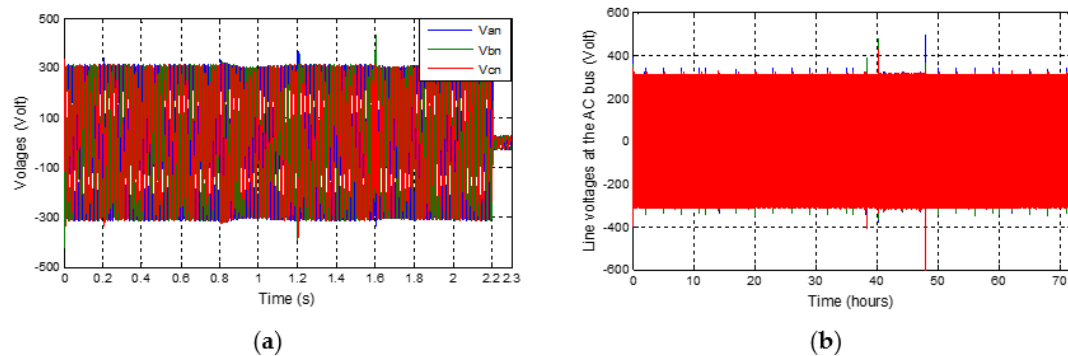 500
300
100
-100
-300
-500
Volages (Volt)
0 0.2 0.4 0.6 0.8 1 1.2 1.4 1.6 1.8 2 2.2 2.3
Time (s)
Van
Vbn
Vcn
(a)
600
400
200
0
-200
-400
-600
Line voltages at the AC bus (Volt)
0 10 20 30 40 50 60 70
Time (hours)
(b)